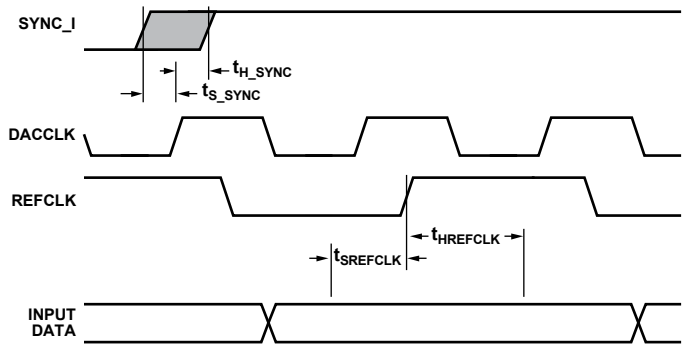 SYNC_I
tH_SYNC
tS_SYNC
DACCLK
REFCLK
tHREFCLK
tSREFCLK
INPUT
DATA